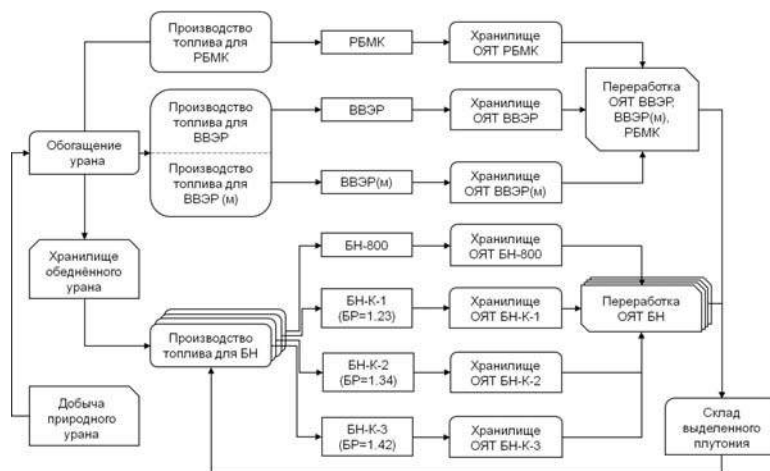 Производство
топлива для
РБМК
РБМК
Хранилище
ОЯТ РБМК
Переработка
ОЯТ ВВЭР,
ВВЭР(м),
РБМК
Обогащение
урана
Производство
топлива для
ВВЭР
ВВЭР
Хранилище
ОЯТ ВВЭР
Производство
топлива для
ВВЭР (м)
ВВЭР(м)
Хранилище
ОЯТ ВВЭР(м)
Хранилище
обеднённого
урана
БН-800
Хранилище
ОЯТ БН-800
Производство
топлива для БН
БН-К-1
(БР=1.23)
Хранилище
ОЯТ БН-К-1
Переработка
ОЯТ БН
БН-К-2
(БР=1.34)
Хранилище
ОЯТ БН-К-2
Добыча
природного
урана
БН-К-3
(БР=1.42)
Хранилище
ОЯТ БН-К-3
Склад
выделенного
плутония